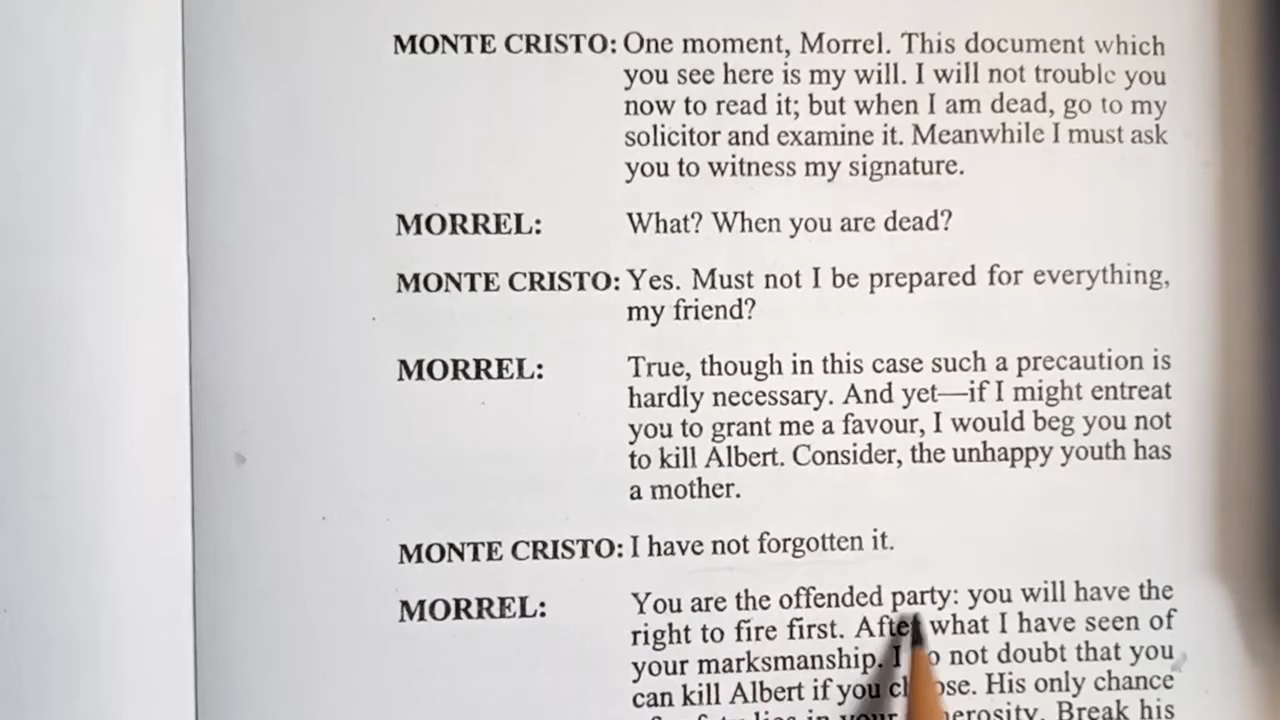 MONTE CRISTO: One moment, Morrel. This document which
you see here is my will. I will not trouble you
now to read it; but when I am dead, go to my
solicitor and examine it. Meanwhile I must ask
you to witness my signature.
MORREL: What? When you are dead?
MONTE CRISTO: Yes. Must not I be prepared for everything,
my friend?
MORREL: True, though in this case such a precaution is
hardly necessary. And yet—if I might entreat
you to grant me a favour, I would beg you not
to kill Albert. Consider, the unhappy youth has
a mother.
MONTE CRISTO: I have not forgotten it.
MORREL: You are the offended party: you will have the
right to fire first. After what I have seen of
your marksmanship. I do not doubt that you
can kill Albert if you choose. His only chance
lies in your generosity. Break his